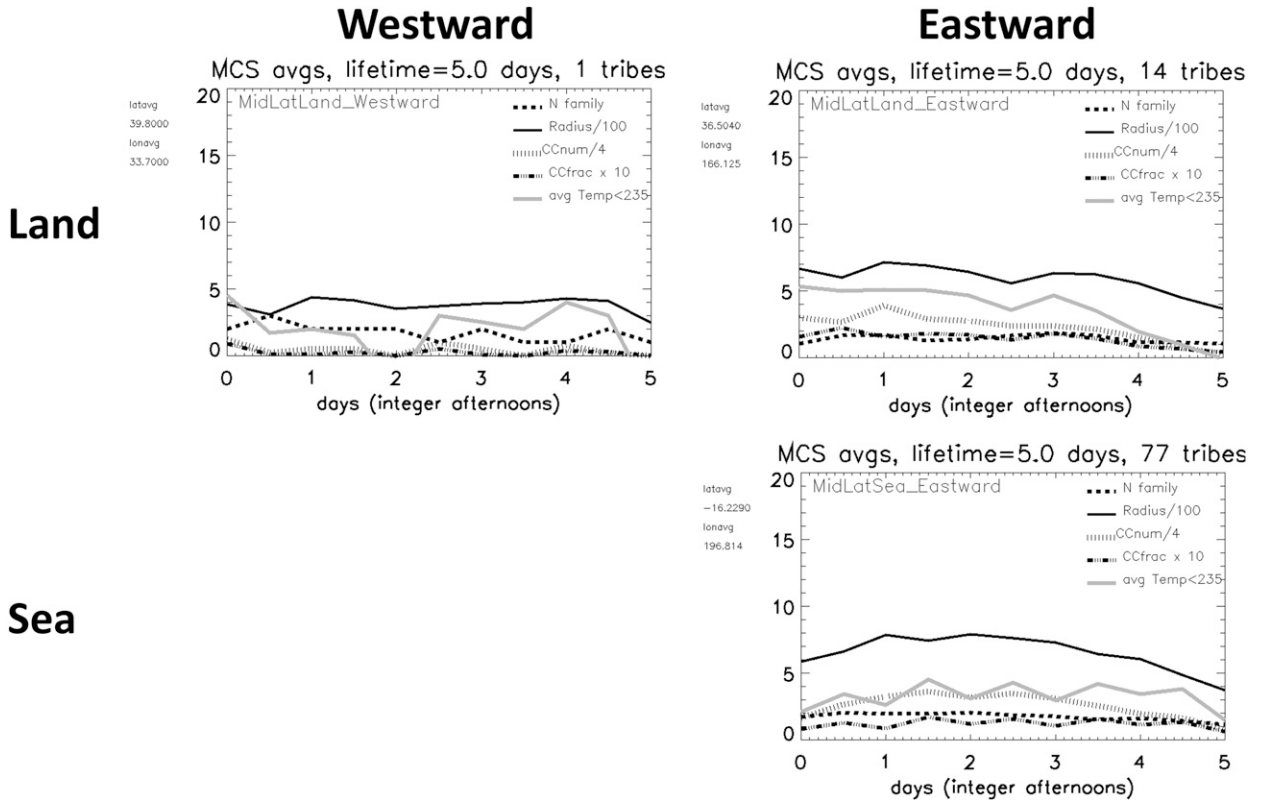 Westward
Eastward
Land
Sea
MCS avgs, lifetime=5.0 days, 1 tribes
latavg
39.8000
lonavg
33.7000
MidLatLand_Westward
N family
Radius/100
CCnum/4
CCfrac x 10
avg Temp<235
20
15
10
5
0
0 1 2 3 4 5
days (integer afternoons)
MCS avgs, lifetime=5.0 days, 14 tribes
latavg
36.5040
lonavg
166.125
MidLatLand_Eastward
N family
Radius/100
CCnum/4
CCfrac x 10
avg Temp<235
20
15
10
5
0
0 1 2 3 4 5
days (integer afternoons)
MCS avgs, lifetime=5.0 days, 77 tribes
latavg
−16.2290
lonavg
196.814
MidLatSea_Eastward
N family
Radius/100
CCnum/4
CCfrac x 10
avg Temp<235
20
15
10
5
0
0 1 2 3 4 5
days (integer afternoons)